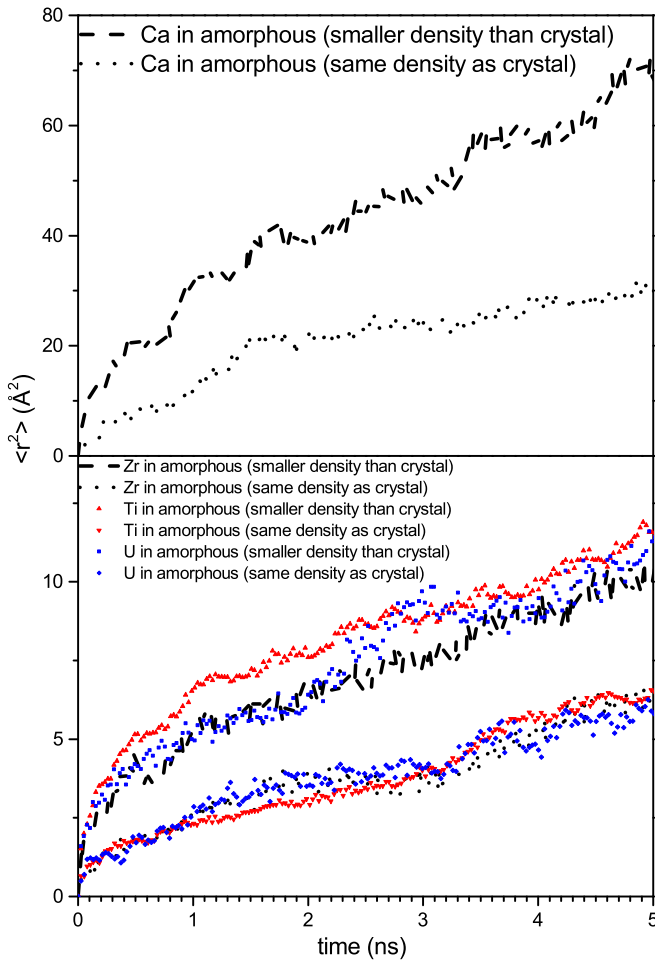 80
Ca in amorphous (smaller density than crystal)
Ca in amorphous (same density as crystal)
60
40
20
0
<r²> (Å²)
Zr in amorphous (smaller density than crystal)
Zr in amorphous (same density as crystal)
Ti in amorphous (smaller density than crystal)
Ti in amorphous (same density as crystal)
U in amorphous (smaller density than crystal)
U in amorphous (same density as crystal)
10
5
0
0 1 2 3 4 5
time (ns)